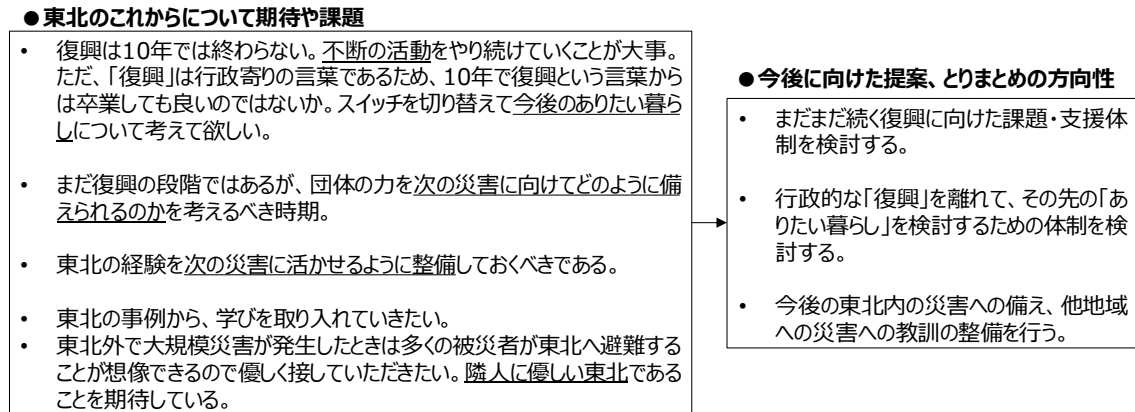 ●東北のこれからについて期待や課題
• 復興は10年では終わらない。不断の活動をやり続けていくことが大事。
ただ、「復興」は行政寄りの言葉であるため、10年で復興という言葉から
は卒業しても良いのではないか。スイッチを切り替えて今後のありたい暮ら
しについて考えて欲しい。
• まだ復興の段階ではあるが、団体の力を次の災害に向けてどのように備
えられるのかを考えるべき時期。
• 東北の経験を次の災害に活かせるように整備しておくべきである。
• 東北の事例から、学びを取り入れていきたい。
• 東北外で大規模災害が発生したときは多くの被災者が東北へ避難する
ことが想像できるので優しく接していただきたい。隣人に優しい東北である
ことを期待している。
●今後に向けた提案、とりまとめの方向性
• まだまだ続く復興に向けた課題・支援体
制を検討する。
• 行政的な「復興」を離れて、その先の「あ
りたい暮らし」を検討するための体制を検
討する。
• 今後の東北内の災害への備え、他地域
への災害への教訓の整備を行う。